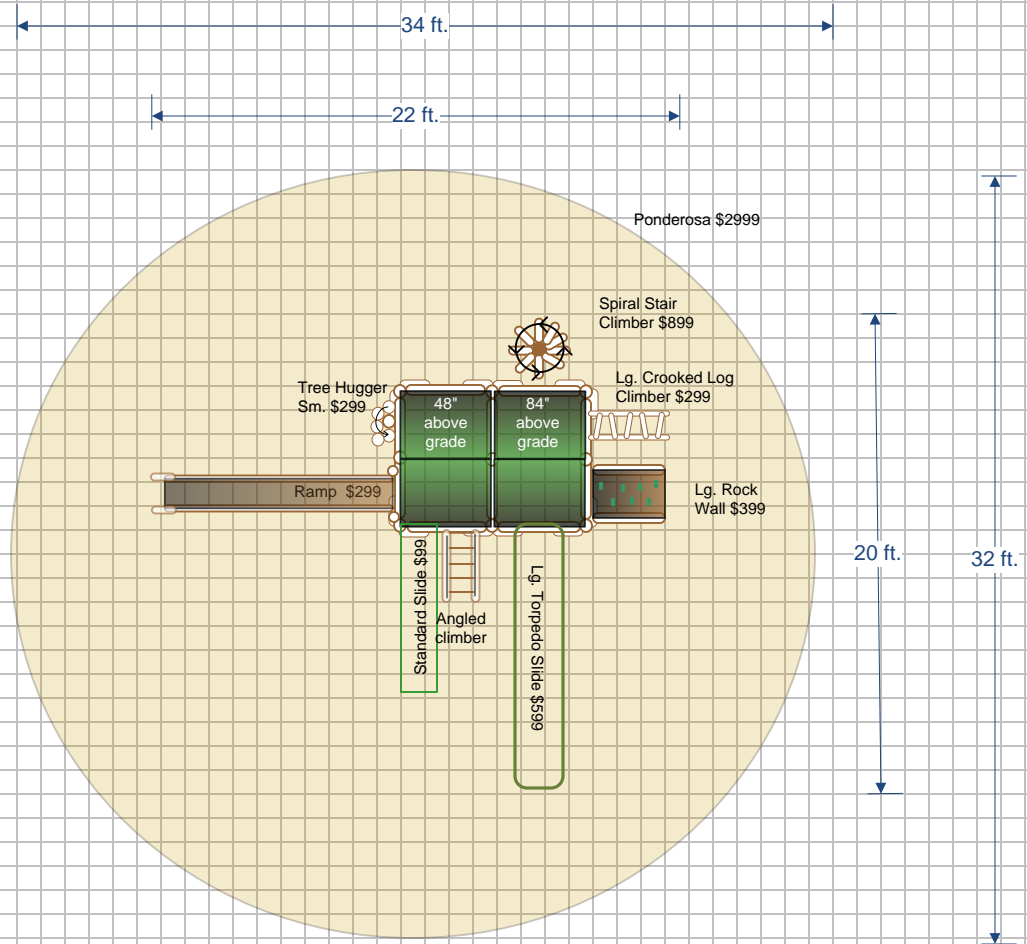 34 ft.
22 ft.
Ponderosa $2999
Spiral Stair
Climber $899
Lg. Crooked Log
Climber $299
Tree Hugger
Sm. $299
48"
above
grade
84"
above
grade
Ramp $299
Lg. Rock
Wall $399
Standard Slide $99
Angled
climber
Lg. Torpedo Slide $599
20 ft.
32 ft.